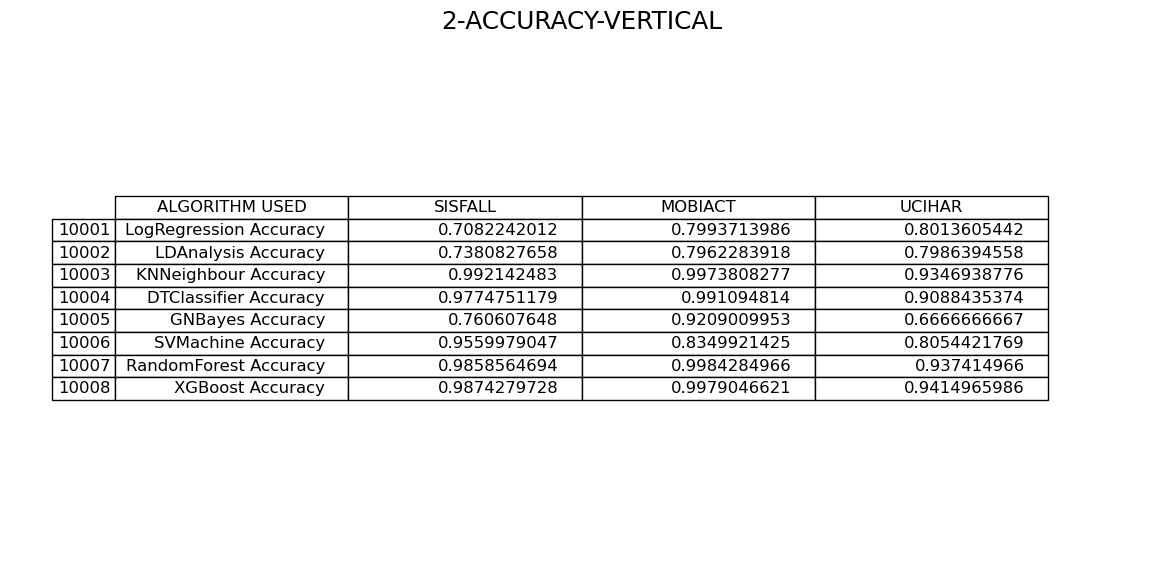 2-ACCURACY-VERTICAL
ALGORITHM USED SISFALL MOBIACT UCIHAR
10001 LogRegression Accuracy 0.7082242012 0.7993713986 0.8013605442
10002 LDAnalysis Accuracy 0.7380827658 0.7962283918 0.7986394558
10003 KNNeighbour Accuracy 0.992142483 0.9973808277 0.9346938776
10004 DTClassifier Accuracy 0.9774751179 0.991094814 0.9088435374
10005 GNBayes Accuracy 0.760607648 0.9209009953 0.6666666667
10006 SVMachine Accuracy 0.9559979047 0.8349921425 0.8054421769
10007 RandomForest Accuracy 0.9858564694 0.9984284966 0.937414966
10008 XGBoost Accuracy 0.9874279728 0.9979046621 0.9414965986